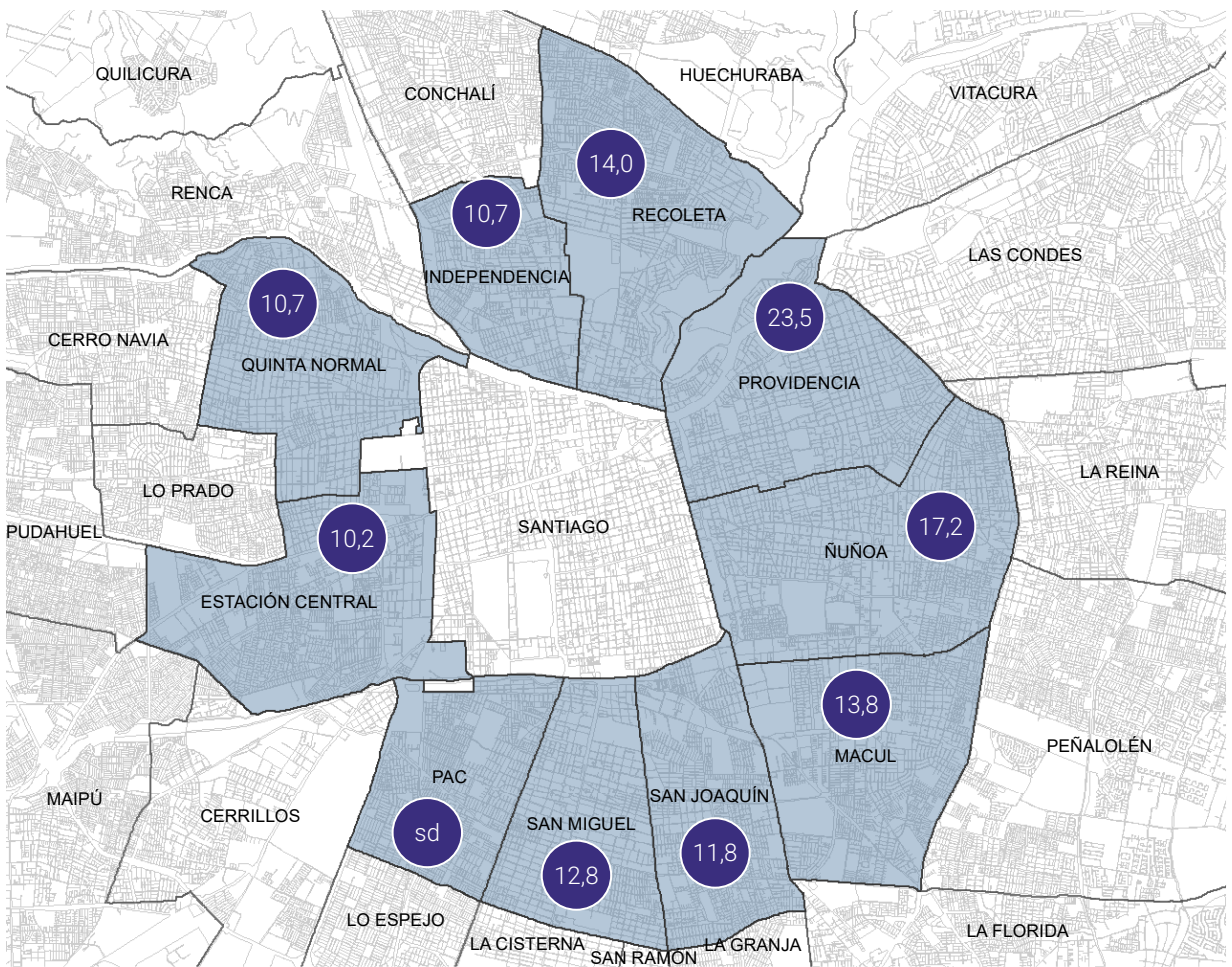 QUILICURA
CONCHALÍ
HUECHURABA
VITACURA
14,0
RENCA
10,7
RECOLETA
LAS CONDES
INDEPENDENCIA
10,7
23,5
CERRO NAVIA
QUINTA NORMAL
PROVIDENCIA
LO PRADO
LA REINA
PUDAHUEL
10,2
SANTIAGO
17,2
ÑUÑOA
ESTACIÓN CENTRAL
13,8
PEÑALOLÉN
MACUL
PAC
MAIPÚ
SAN JOAQUÍN
CERRILLOS
SAN MIGUEL
sd
11,8
12,8
LO ESPEJO
LA CISTERNA
LA GRANJA
LA FLORIDA
SAN RAMÓN